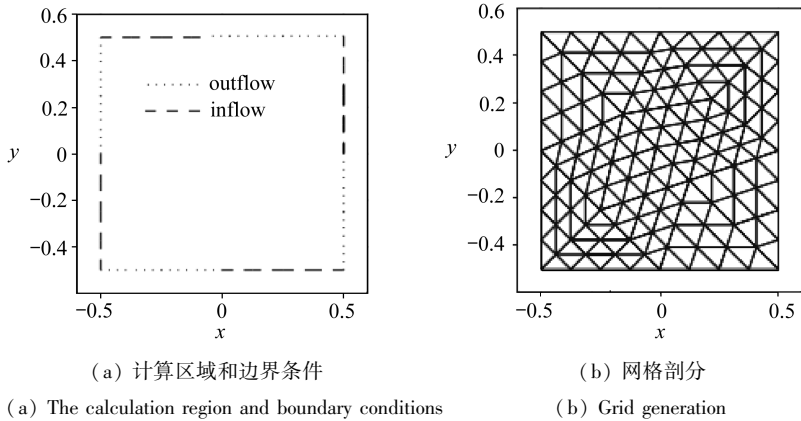 0.6
0.4
0.2
0
−0.2
−0.4
y
outflow
inflow
−0.5
0
0.5
x
0.6
0.4
0.2
0
−0.2
−0.4
y
−0.5
0
0.5
x
(a) 计算区域和边界条件
(b) 网格剖分
(a) The calculation region and boundary conditions
(b) Grid generation